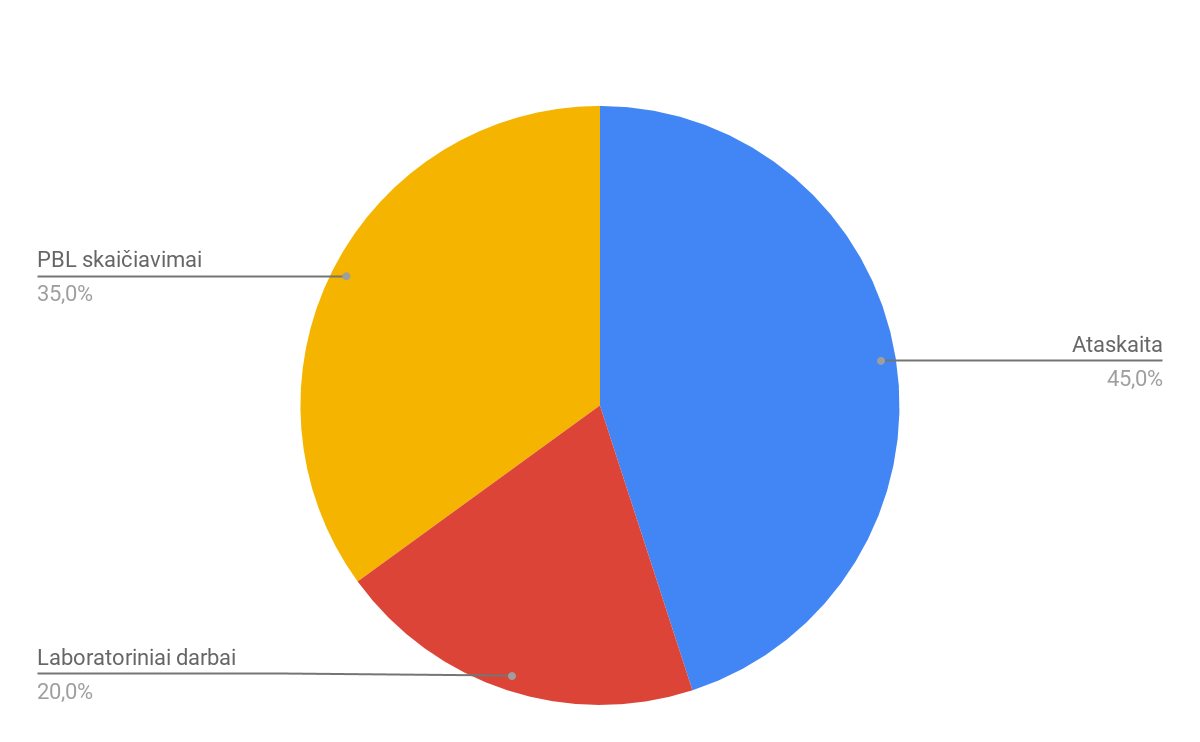 PBL skaičiavimai
35,0%
Ataskaita
45,0%
Laboratoriniai darbai
20,0%